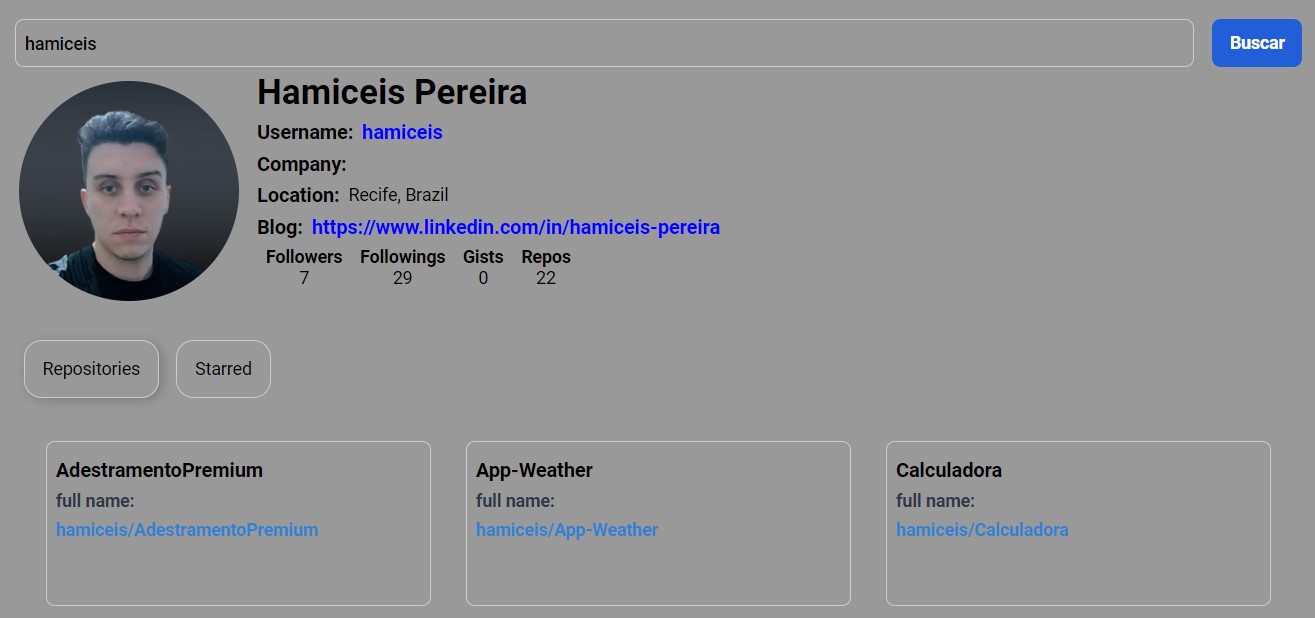 hamiceis
Buscar
Hamiceis Pereira
Username: hamiceis
Company:
Location: Recife, Brazil
Blog: https://www.linkedin.com/in/hamiceis-pereira
Followers Followings Gists Repos
7 29 0 22
Repositories Starred
AdestramentoPremium
full name:
hamiceis/AdestramentoPremium
App-Weather
full name:
hamiceis/App-Weather
Calculadora
full name:
hamiceis/Calculadora